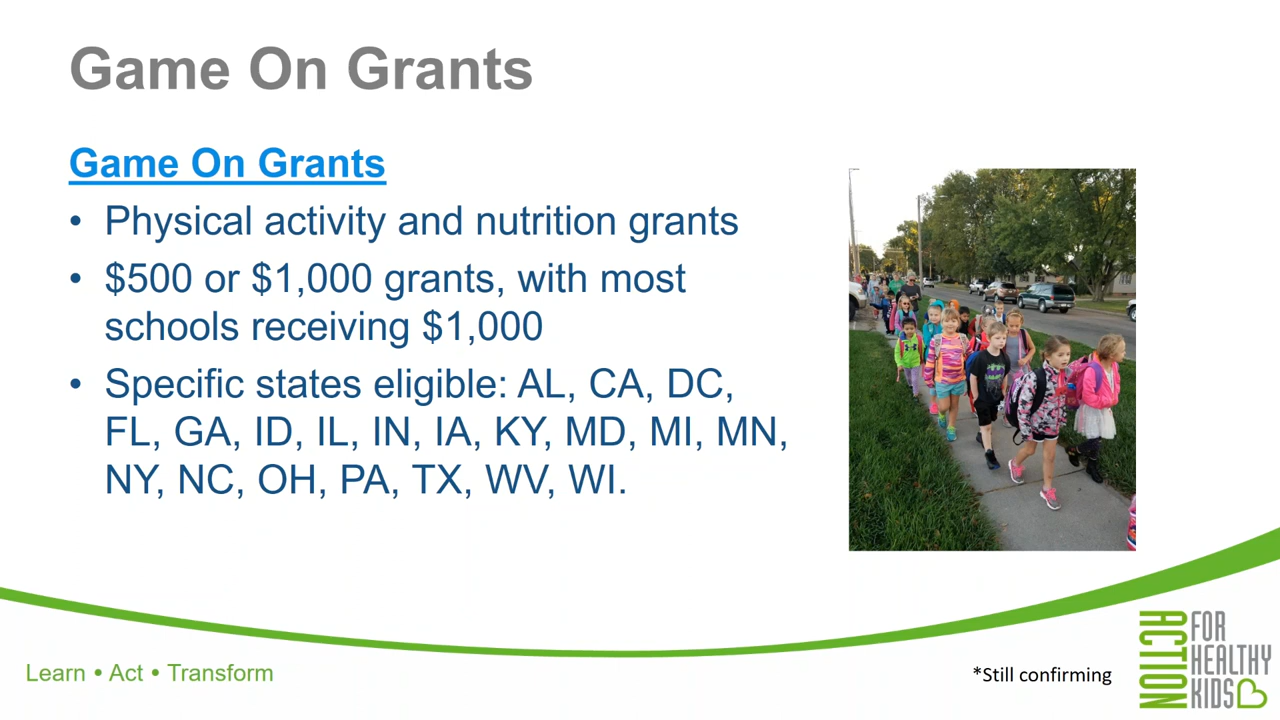 Game On Grants
Game On Grants
• Physical activity and nutrition grants
• $500 or $1,000 grants, with most
schools receiving $1,000
• Specific states eligible: AL, CA, DC,
FL, GA, ID, IL, IN, IA, KY, MD, MI, MN,
NY, NC, OH, PA, TX, WV, WI.
Learn • Act • Transform
*Still confirming
ACTION
FOR
HEALTHY
KIDS